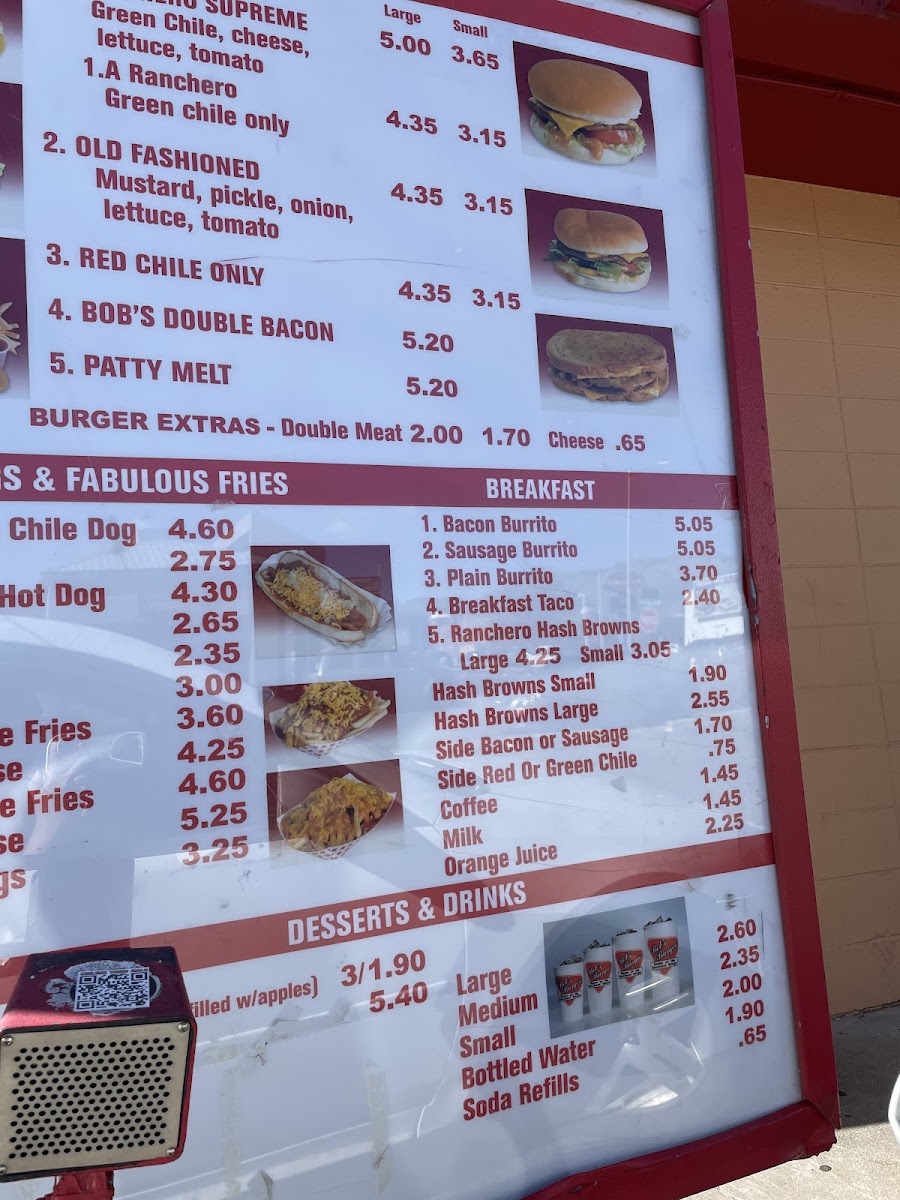 SUPREME Large Small
Green Chile, cheese, 5.00 3.65
lettuce, tomato
1.A Ranchero
Green chile only 4.35 3.15
2. OLD FASHIONED
Mustard, pickle, onion, 4.35 3.15
lettuce, tomato
3. RED CHILE ONLY 4.35 3.15
4. BOB'S DOUBLE BACON 5.20
5. PATTY MELT 5.20
BURGER EXTRAS - Double Meat 2.00 1.70 Cheese .65
S & FABULOUS FRIES
Chile Dog 4.60
2.75
Hot Dog 4.30
2.65
2.35
3.00
e Fries 3.60
se 4.25
e Fries 4.60
se 5.25
gs 3.25
BREAKFAST
1. Bacon Burrito 5.05
2. Sausage Burrito 5.05
3. Plain Burrito 3.70
4. Breakfast Taco 2.40
5. Ranchero Hash Browns
Large 4.25 Small 3.05
Hash Browns Small 1.90
Hash Browns Large 2.55
Side Bacon or Sausage 1.70
Side Red Or Green Chile .75
Coffee 1.45
Milk 1.45
Orange Juice 2.25
DESSERTS & DRINKS
filled w/apples) 3/1.90
5.40
Large 2.60
Medium 2.35
Small 2.00
Bottled Water 1.90
Soda Refills .65